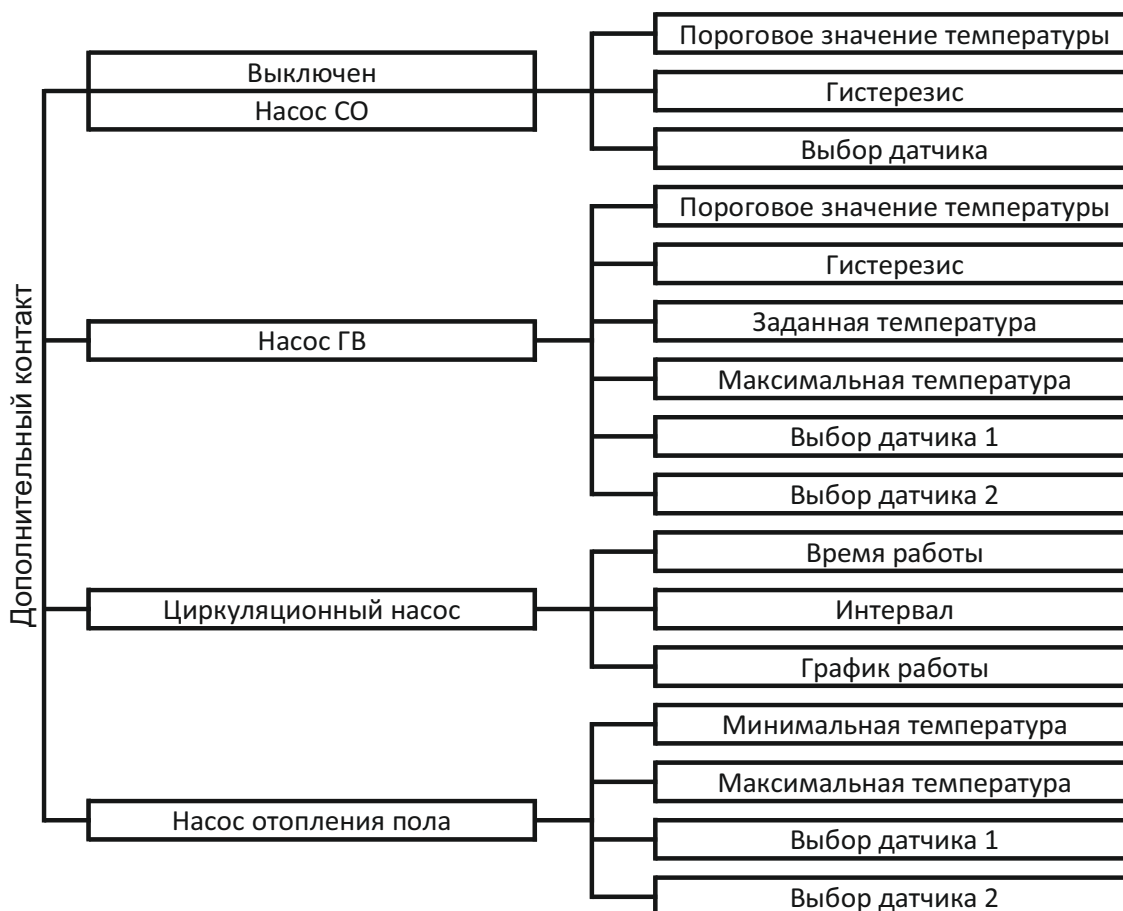 Дополнительный контакт
Выключен
Насос СО
Пороговое значение температуры
Гистерезис
Выбор датчика
Насос ГВ
Пороговое значение температуры
Гистерезис
Заданная температура
Максимальная температура
Выбор датчика 1
Выбор датчика 2
Циркуляционный насос
Время работы
Интервал
График работы
Насос отопления пола
Минимальная температура
Максимальная температура
Выбор датчика 1
Выбор датчика 2